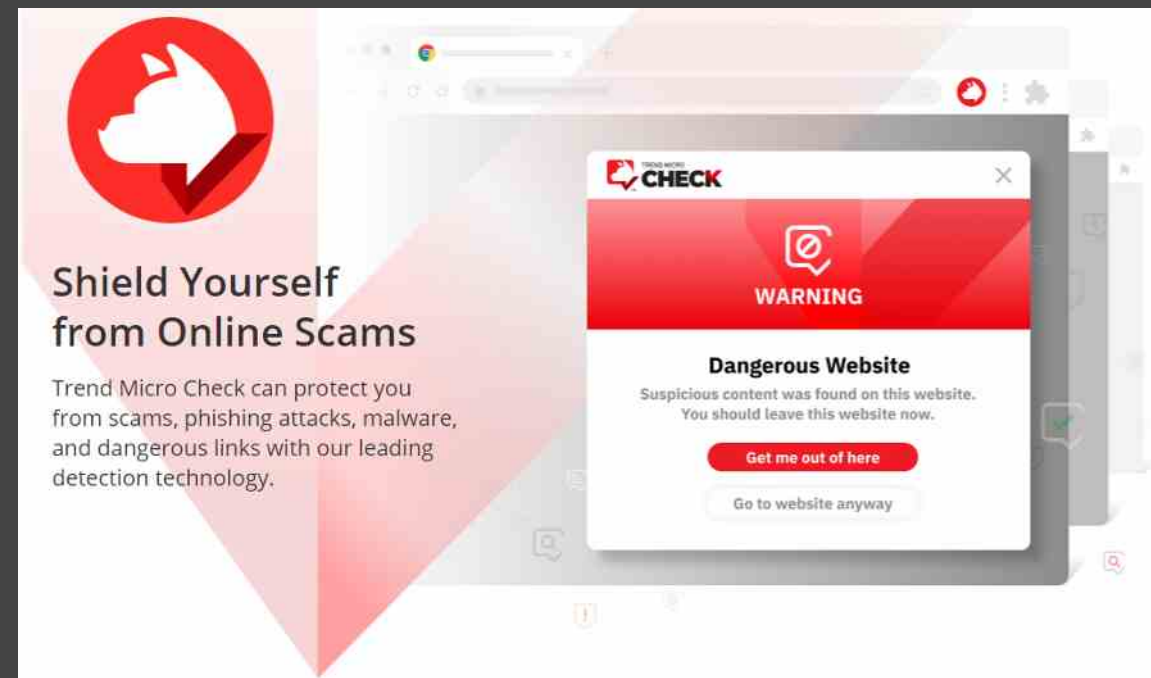 Shield Yourself
from Online Scams
Trend Micro Check can protect you
from scams, phishing attacks, malware,
and dangerous links with our leading
detection technology.
TREND MICRO
CHECK
WARNING
Dangerous Website
Suspicious content was found on this website.
You should leave this website now.
Get me out of here
Go to website anyway